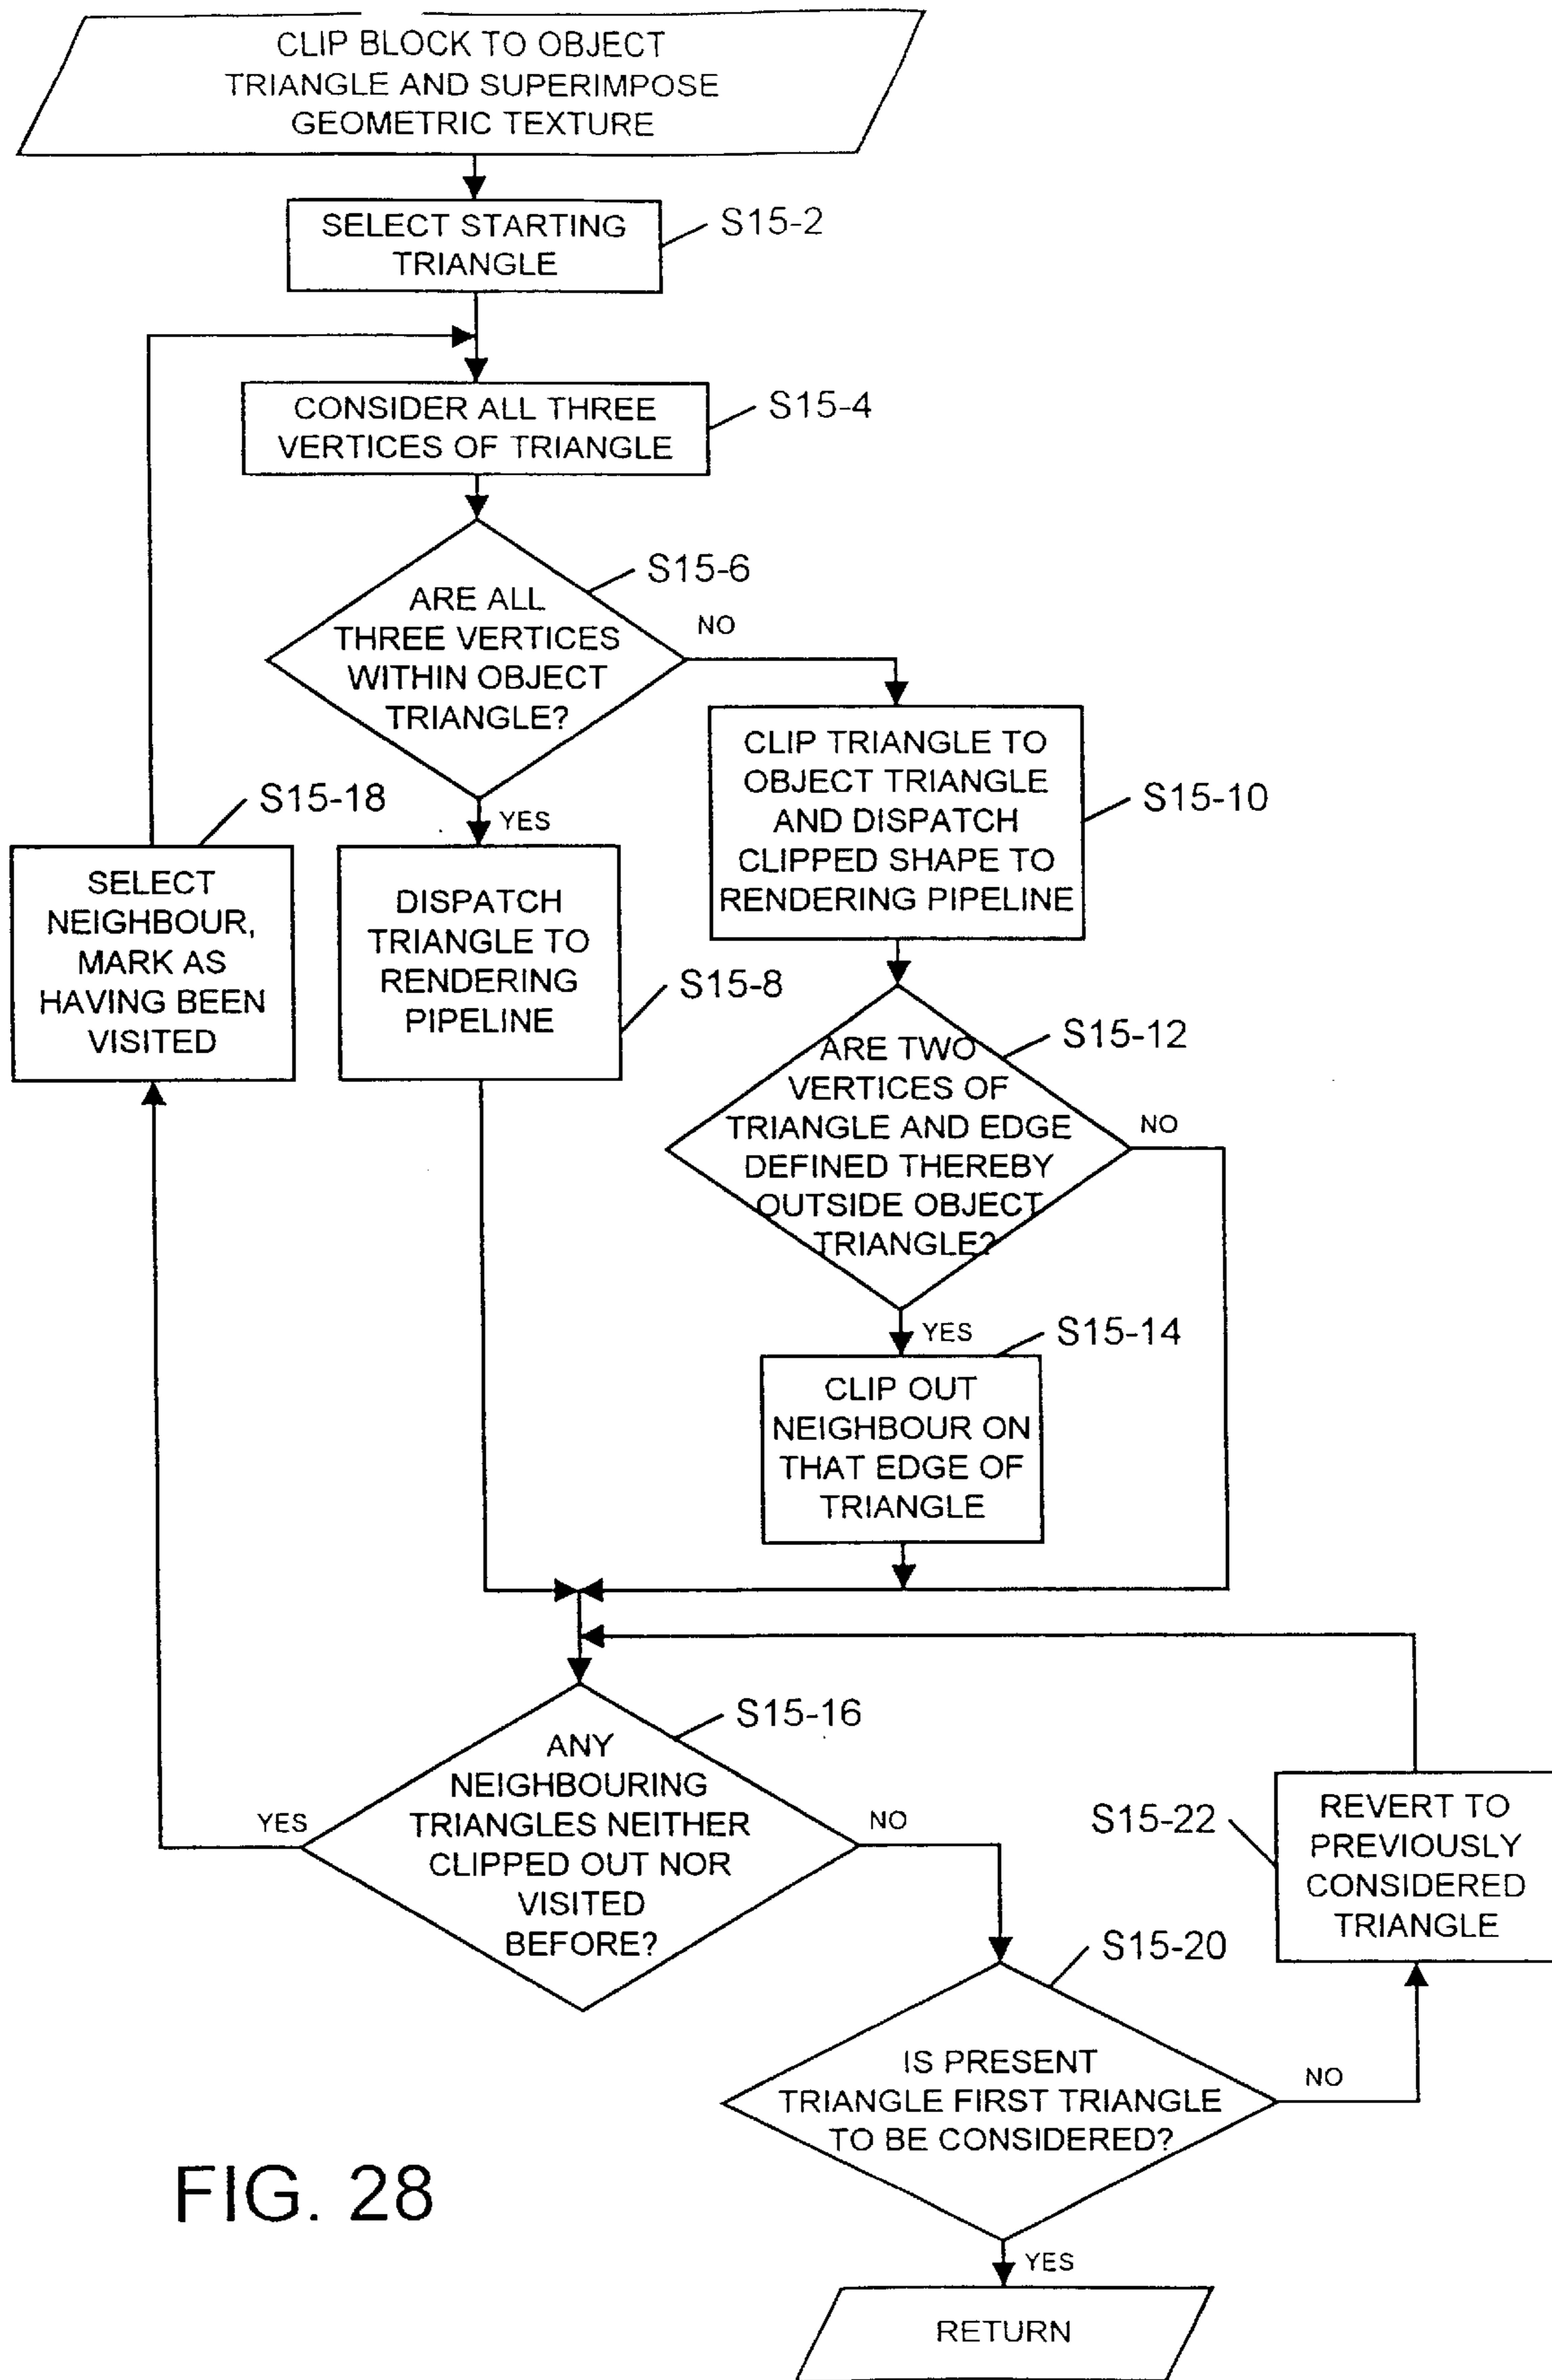 CLIP BLOCK TO OBJECT
TRIANGLE AND SUPERIMPOSE
GEOMETRIC TEXTURE
SELECT STARTING
TRIANGLE
S15-2
CONSIDER ALL THREE
VERTICES OF TRIANGLE
S15-4
S15-6
ARE ALL
THREE VERTICES
WITHIN OBJECT
TRIANGLE?
NO
YES
CLIP TRIANGLE TO
OBJECT TRIANGLE
AND DISPATCH
CLIPPED SHAPE TO
RENDERING PIPELINE
S15-10
S15-18
SELECT
NEIGHBOUR,
MARK AS
HAVING BEEN
VISITED
DISPATCH
TRIANGLE TO
RENDERING
PIPELINE
S15-8
S15-12
ARE TWO
VERTICES OF
TRIANGLE AND EDGE
DEFINED THEREBY
OUTSIDE OBJECT
TRIANGLE?
NO
YES
S15-14
CLIP OUT
NEIGHBOUR ON
THAT EDGE OF
TRIANGLE
S15-16
ANY
NEIGHBOURING
TRIANGLES NEITHER
CLIPPED OUT NOR
VISITED
BEFORE?
YES
NO
S15-22
REVERT TO
PREVIOUSLY
CONSIDERED
TRIANGLE
S15-20
IS PRESENT
TRIANGLE FIRST TRIANGLE
TO BE CONSIDERED?
NO
YES
RETURN
FIG. 28